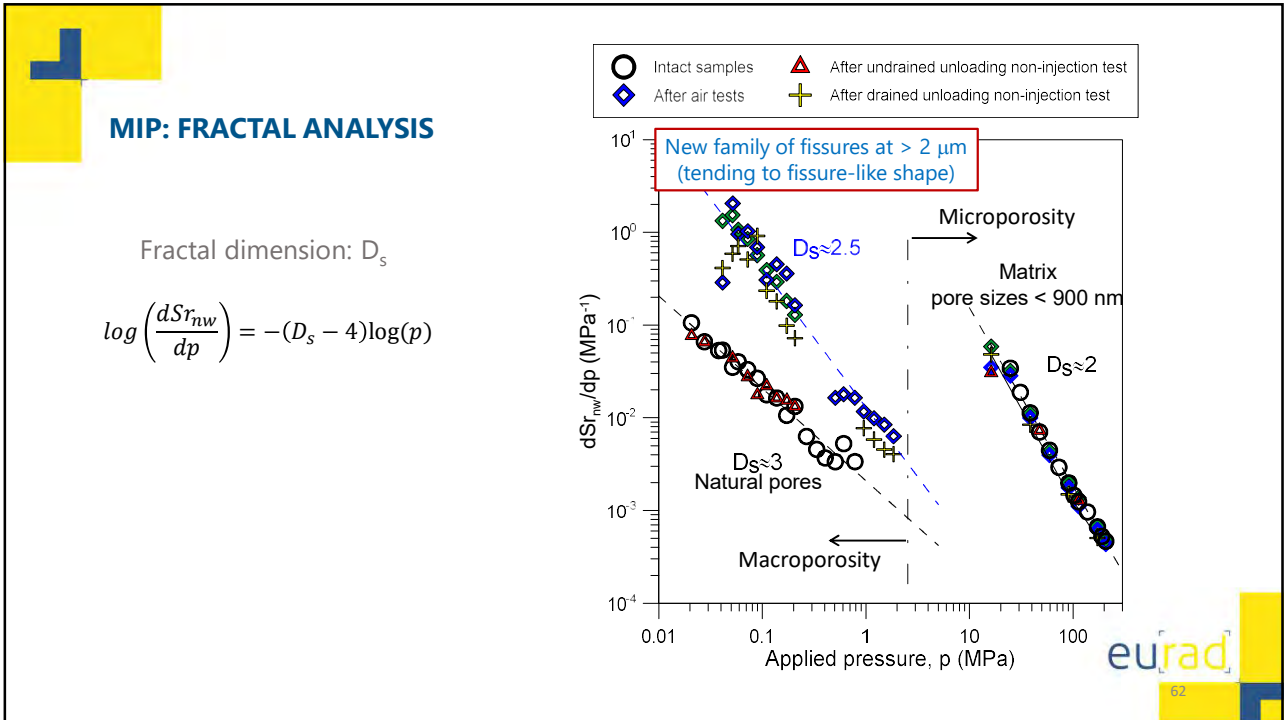 MIP: FRACTAL ANALYSIS
Fractal dimension: Dₛ
log(dSr_nw/dp) = −(Dₛ − 4)log(p)
Intact samples
After undrained unloading non-injection test
After air tests
After drained unloading non-injection test
New family of fissures at > 2 μm
(tending to fissure-like shape)
Microporosity
Dₛ≈2.5
Matrix
pore sizes < 900 nm
Dₛ≈2
Dₛ≈3
Natural pores
Macroporosity
dSr_nw/dp (MPa⁻¹)
10¹
10⁰
10⁻¹
10⁻²
10⁻³
10⁻⁴
0.01 0.1 1 10 100
Applied pressure, p (MPa)
eurad
62